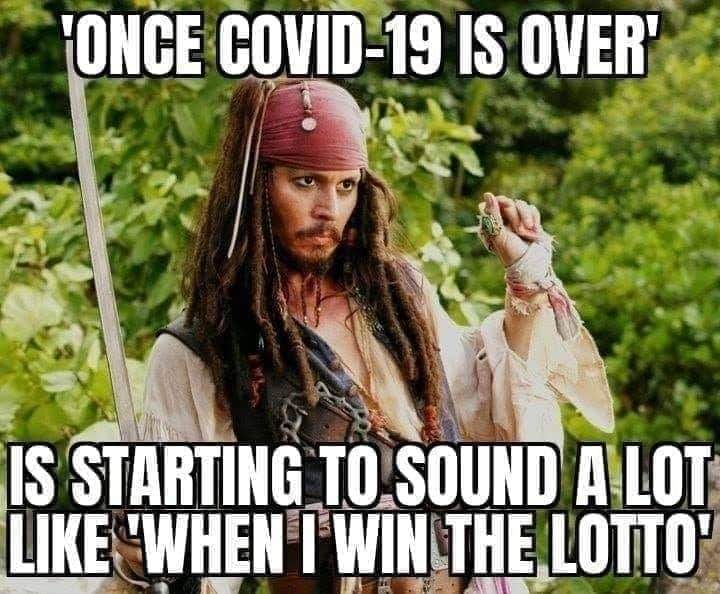 'ONCE COVID-19 IS OVER'
IS STARTING TO SOUND A LOT
LIKE 'WHEN I WIN THE LOTTO'